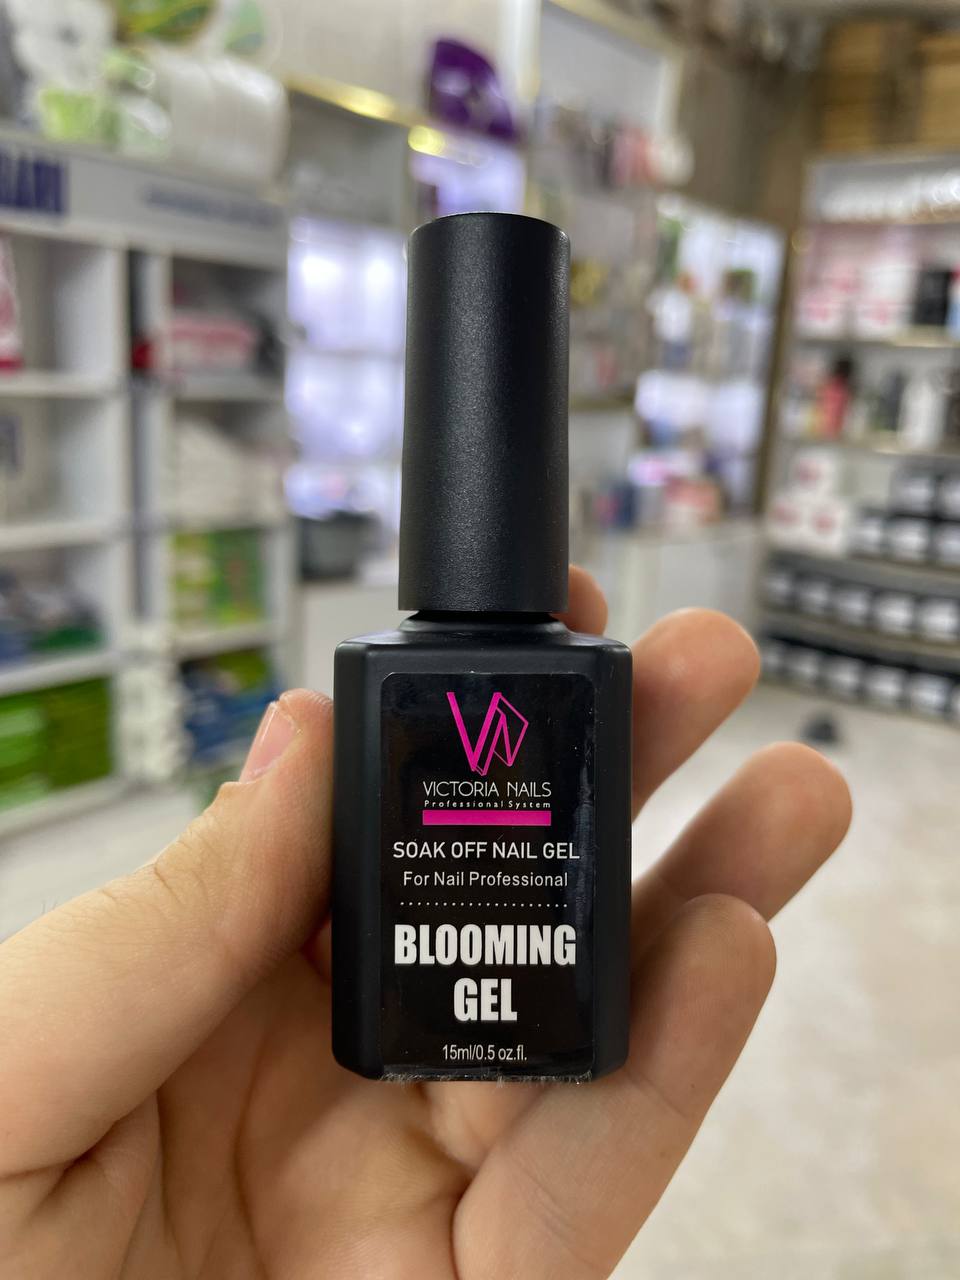 VICTORIA NAILS
Professional System
SOAK OFF NAIL GEL
For Nail Professional
BLOOMING
GEL
15ml/0.5 oz.fl.